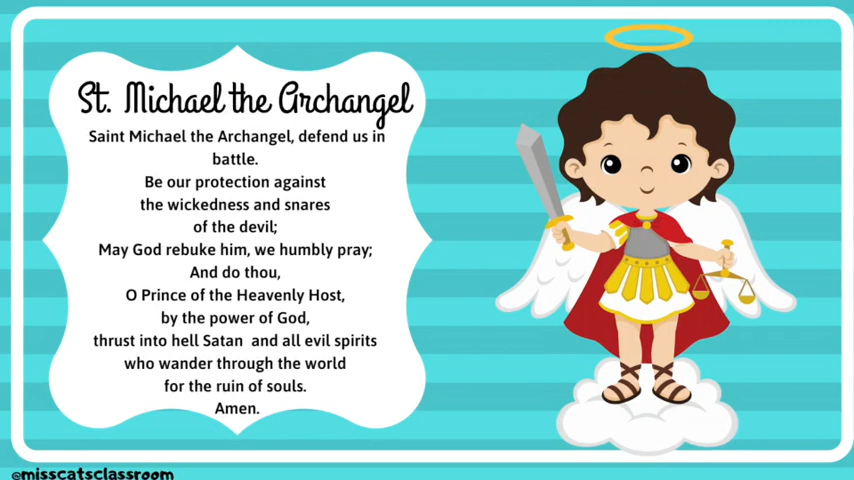 St. Michael the Archangel
Saint Michael the Archangel, defend us in
battle.
Be our protection against
the wickedness and snares
of the devil;
May God rebuke him, we humbly pray;
And do thou,
O Prince of the Heavenly Host,
by the power of God,
thrust into hell Satan and all evil spirits
who wander through the world
for the ruin of souls.
Amen.
@misscatsclassroom